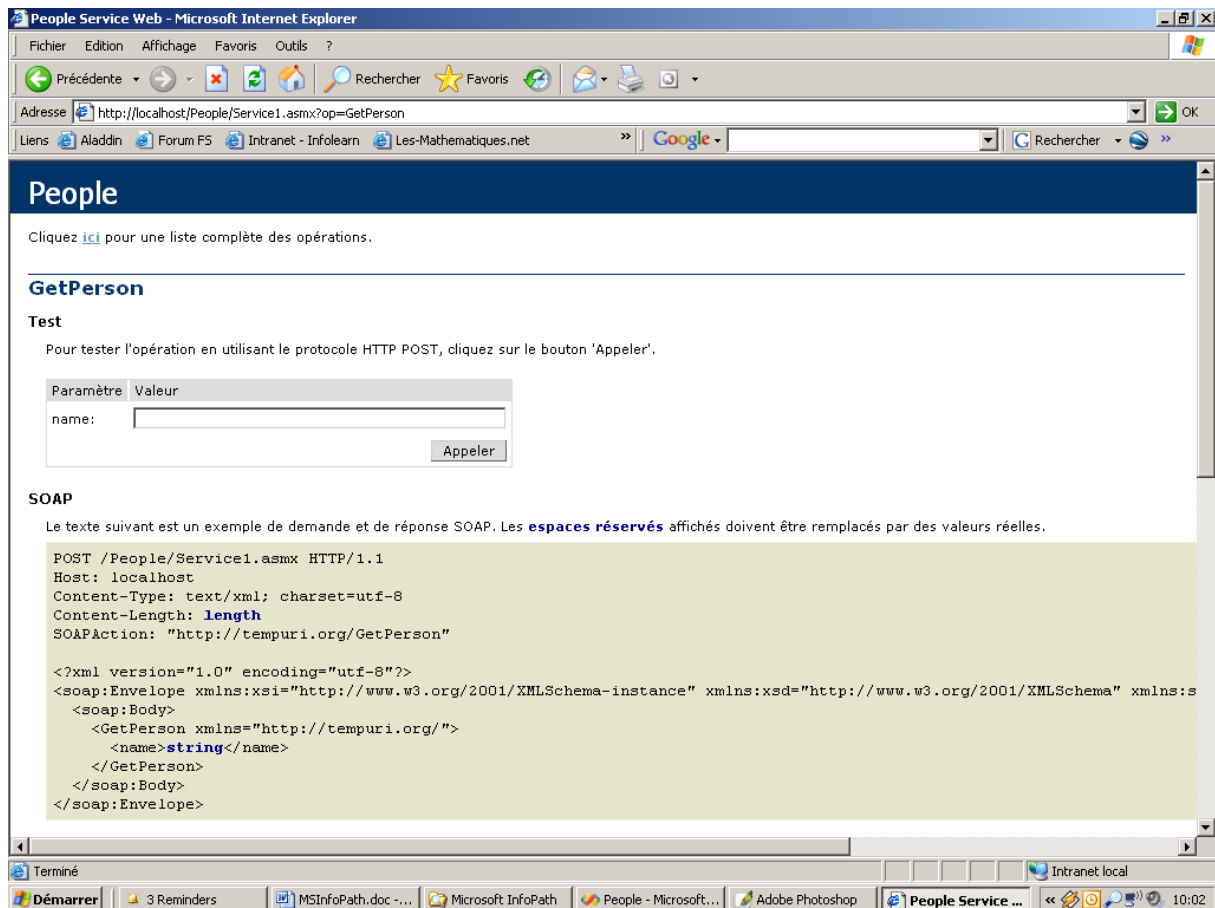 People Service Web - Microsoft Internet Explorer
Fichier Edition Affichage Favoris Outils ?
Précédente Rechercher Favoris
Adresse http://localhost/People/Service1.asmx?op=GetPerson OK
Liens Aladdin Forum FS Intranet - Infolearn Les-Mathematiques.net » Google G Rechercher »
People
Cliquez ici pour une liste complète des opérations.
GetPerson
Test
Pour tester l'opération en utilisant le protocole HTTP POST, cliquez sur le bouton 'Appeler'.
Paramètre Valeur
name:
Appeler
SOAP
Le texte suivant est un exemple de demande et de réponse SOAP. Les espaces réservés affichés doivent être remplacés par des valeurs réelles.
POST /People/Service1.asmx HTTP/1.1
Host: localhost
Content-Type: text/xml; charset=utf-8
Content-Length: length
SOAPAction: "http://tempuri.org/GetPerson"
<?xml version="1.0" encoding="utf-8"?>
<soap:Envelope xmlns:xsi="http://www.w3.org/2001/XMLSchema-instance" xmlns:xsd="http://www.w3.org/2001/XMLSchema" xmlns:s
<soap:Body>
<GetPerson xmlns="http://tempuri.org/">
<name>string</name>
</GetPerson>
</soap:Body>
</soap:Envelope>
Terminé Intranet local
Démarrer 3 Reminders MSInfoPath.doc -... Microsoft InfoPath People - Microsoft... Adobe Photoshop People Service ... « 10:02